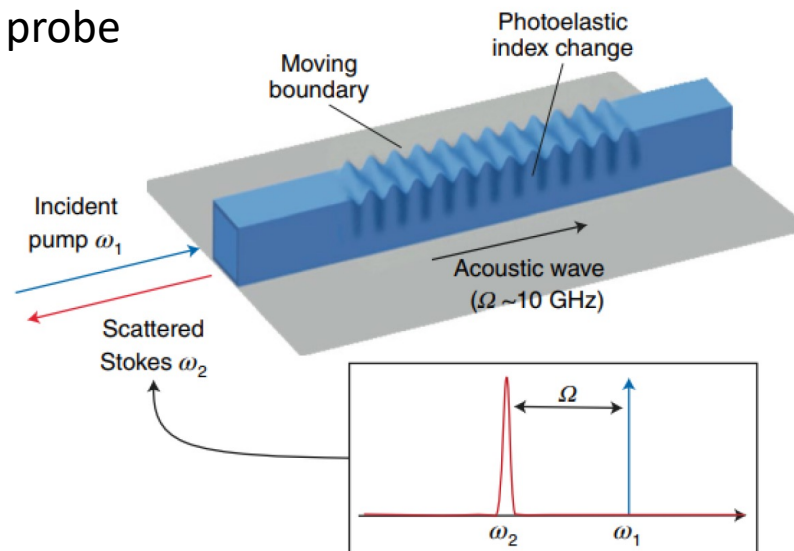 probe
Photoelastic
index change
Moving
boundary
Incident
pump ω₁
Acoustic wave
(Ω ~10 GHz)
Scattered
Stokes ω₂
Ω
ω₂
ω₁